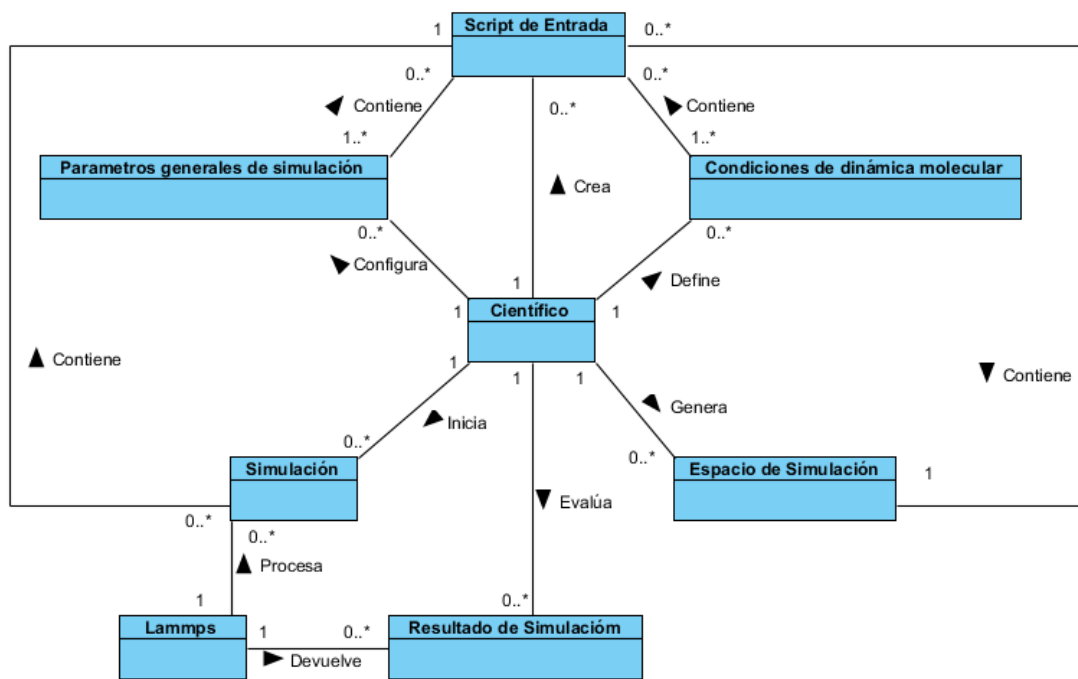 1
Script de Entrada
0..*
0..*
0..*
0..*
Contiene
Contiene
1..*
1..*
Parametros generales de simulación
Condiciones de dinámica molecular
Crea
0..*
0..*
Configura
Define
1
1
Científico
1
Contiene
1
1
1
Contiene
Inicia
Genera
0..*
0..*
Simulación
Espacio de Simulación
1
Evalúa
0..*
0..*
Procesa
1
0..*
Lammps
1
0..*
Resultado de Simulacióm
Devuelve